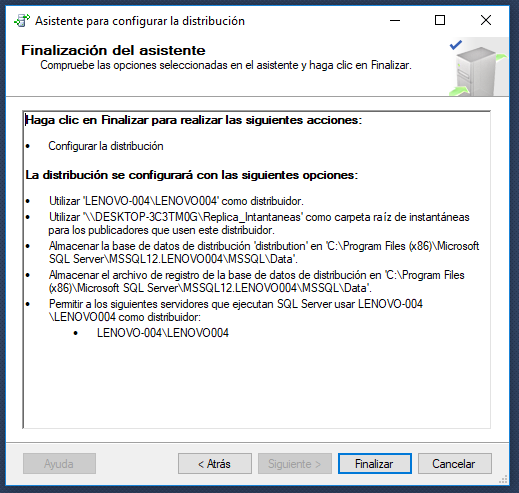 Asistente para configurar la distribución
Finalización del asistente
Compruebe las opciones seleccionadas en el asistente y haga clic en Finalizar.
Haga clic en Finalizar para realizar las siguientes acciones:
• Configurar la distribución
La distribución se configurará con las siguientes opciones:
• Utilizar 'LENOVO-004\LENOVO004' como distribuidor.
• Utilizar '\\DESKTOP-3C3TM0G\Replica_Intantaneas' como carpeta raíz de instantáneas
para los publicadores que usen este distribuidor.
• Almacenar la base de datos de distribución 'distribution' en 'C:\Program Files (x86)\Microsoft
SQL Server\MSSQL12.LENOVO004\MSSQL\Data'.
• Almacenar el archivo de registro de la base de datos de distribución en 'C:\Program Files
(x86)\Microsoft SQL Server\MSSQL12.LENOVO004\MSSQL\Data'.
• Permitir a los siguientes servidores que ejecutan SQL Server usar LENOVO-004
\LENOVO004 como distribuidor:
• LENOVO-004\LENOVO004
Ayuda
< Atrás
Siguiente >
Finalizar
Cancelar